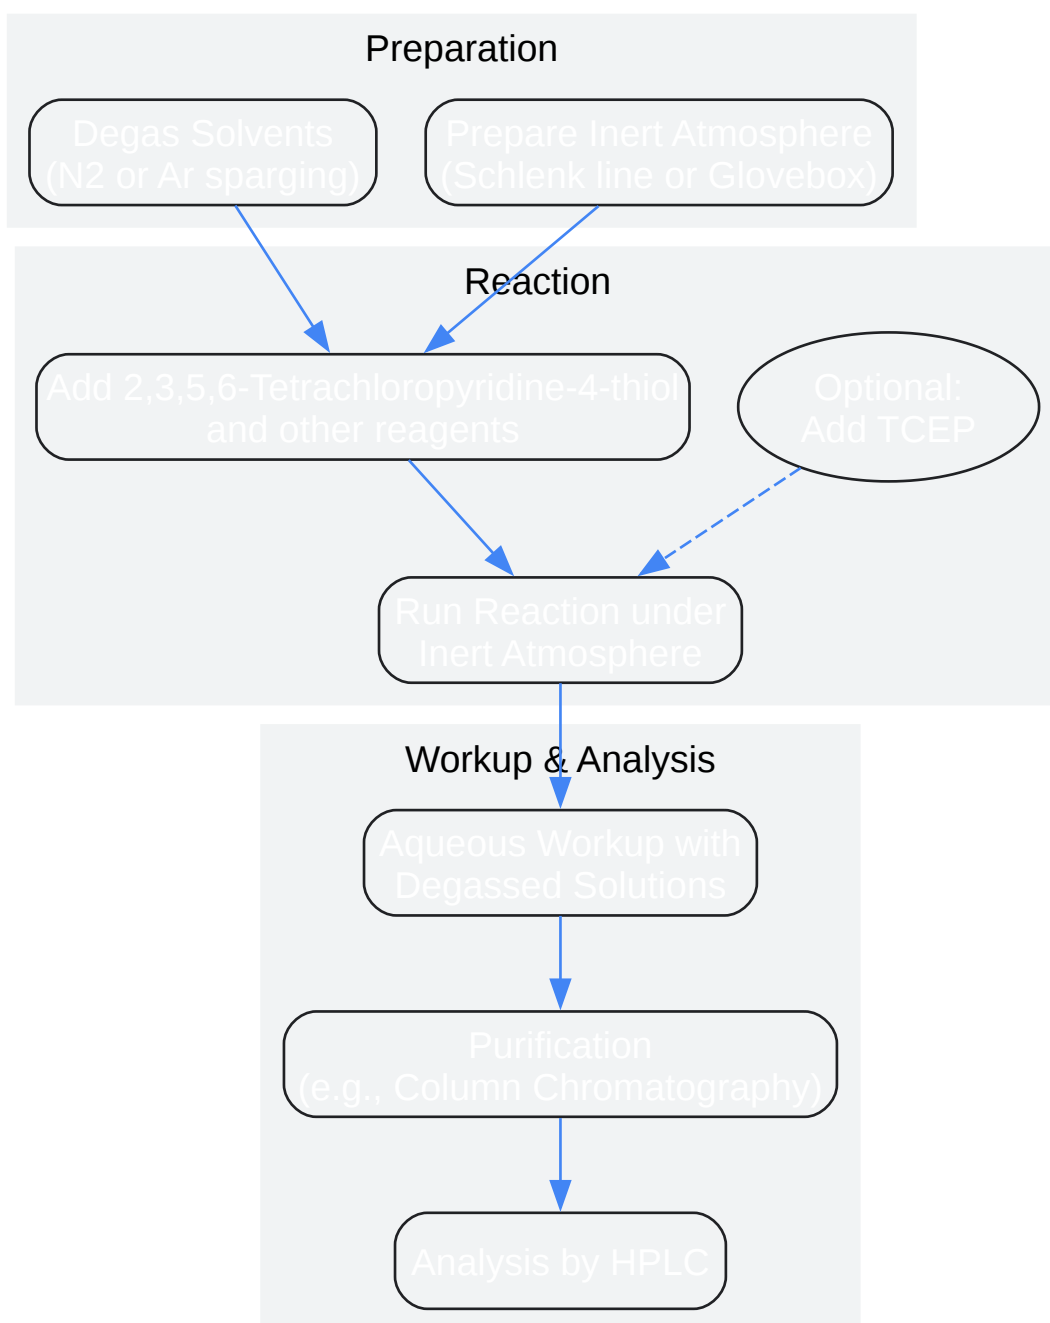 Preparation
Degas Solvents
(N2 or Ar sparging)
Prepare Inert Atmosphere
(Schlenk line or Glovebox)
Reaction
Add 2,3,5,6-Tetrachloropyridine-4-thiol
and other reagents
Optional:
Add TCEP
Run Reaction under
Inert Atmosphere
Workup & Analysis
Aqueous Workup with
Degassed Solutions
Purification
(e.g., Column Chromatography)
Analysis by HPLC